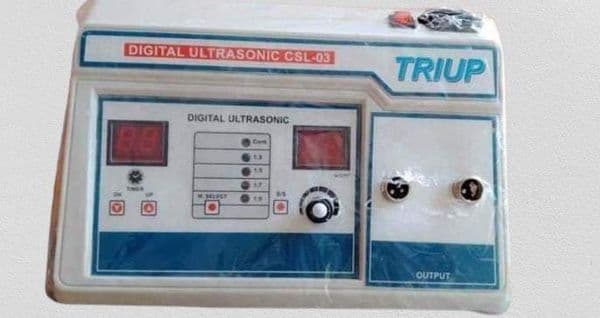 DIGITAL ULTRASONIC CSL-03
TRIUP
DIGITAL ULTRASONIC
Cont
1:3
1:5
1:7
1:9
TIMER
DN UP
M. SELECT
S/S
OUTPUT